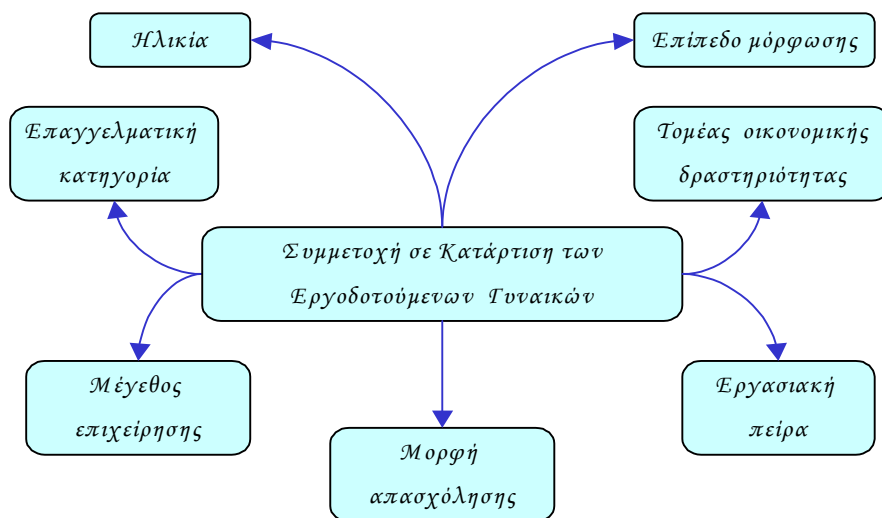 Ηλικία
Επίπεδο μόρφωσης
Επαγγελματική
κατηγορία
Τομέας οικονομικής
δραστηριότητας
Συμμετοχή σε Κατάρτιση των
Εργοδοτούμενων Γυναικών
Μέγεθος
επιχείρησης
Εργασιακή
πείρα
Μορφή
απασχόλησης